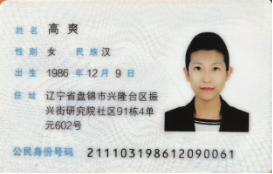 姓名 高爽
性别 女 民族 汉
出生 1986 年 12 月 9 日
住址 辽宁省盘锦市兴隆台区振
兴街研究院社区91栋4单
元602号
公民身份号码 211103198612090061